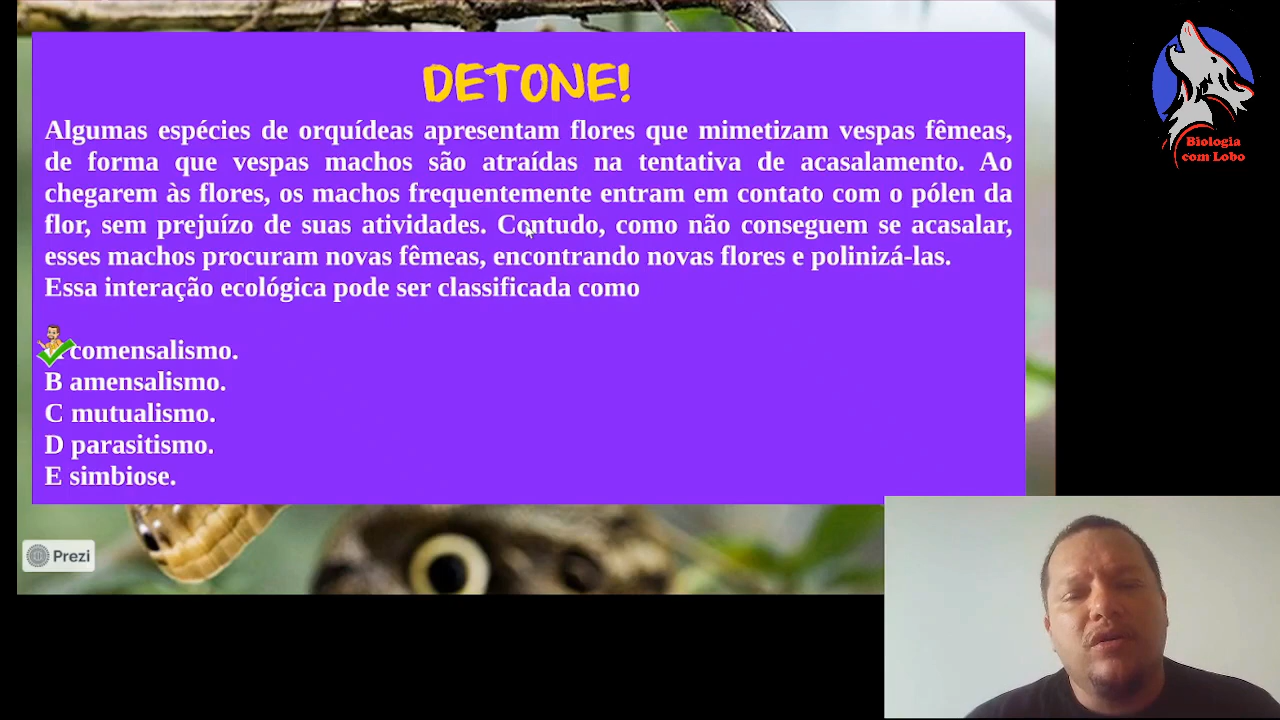 DETONE!
Algumas espécies de orquídeas apresentam flores que mimetizam vespas fêmeas,
de forma que vespas machos são atraídas na tentativa de acasalamento. Ao
chegarem às flores, os machos frequentemente entram em contato com o pólen da
flor, sem prejuízo de suas atividades. Contudo, como não conseguem se acasalar,
esses machos procuram novas fêmeas, encontrando novas flores e polinizá-las.
Essa interação ecológica pode ser classificada como
comensalismo.
B amensalismo.
C mutualismo.
D parasitismo.
E simbiose.
Prezi
Biologia
com Lobo